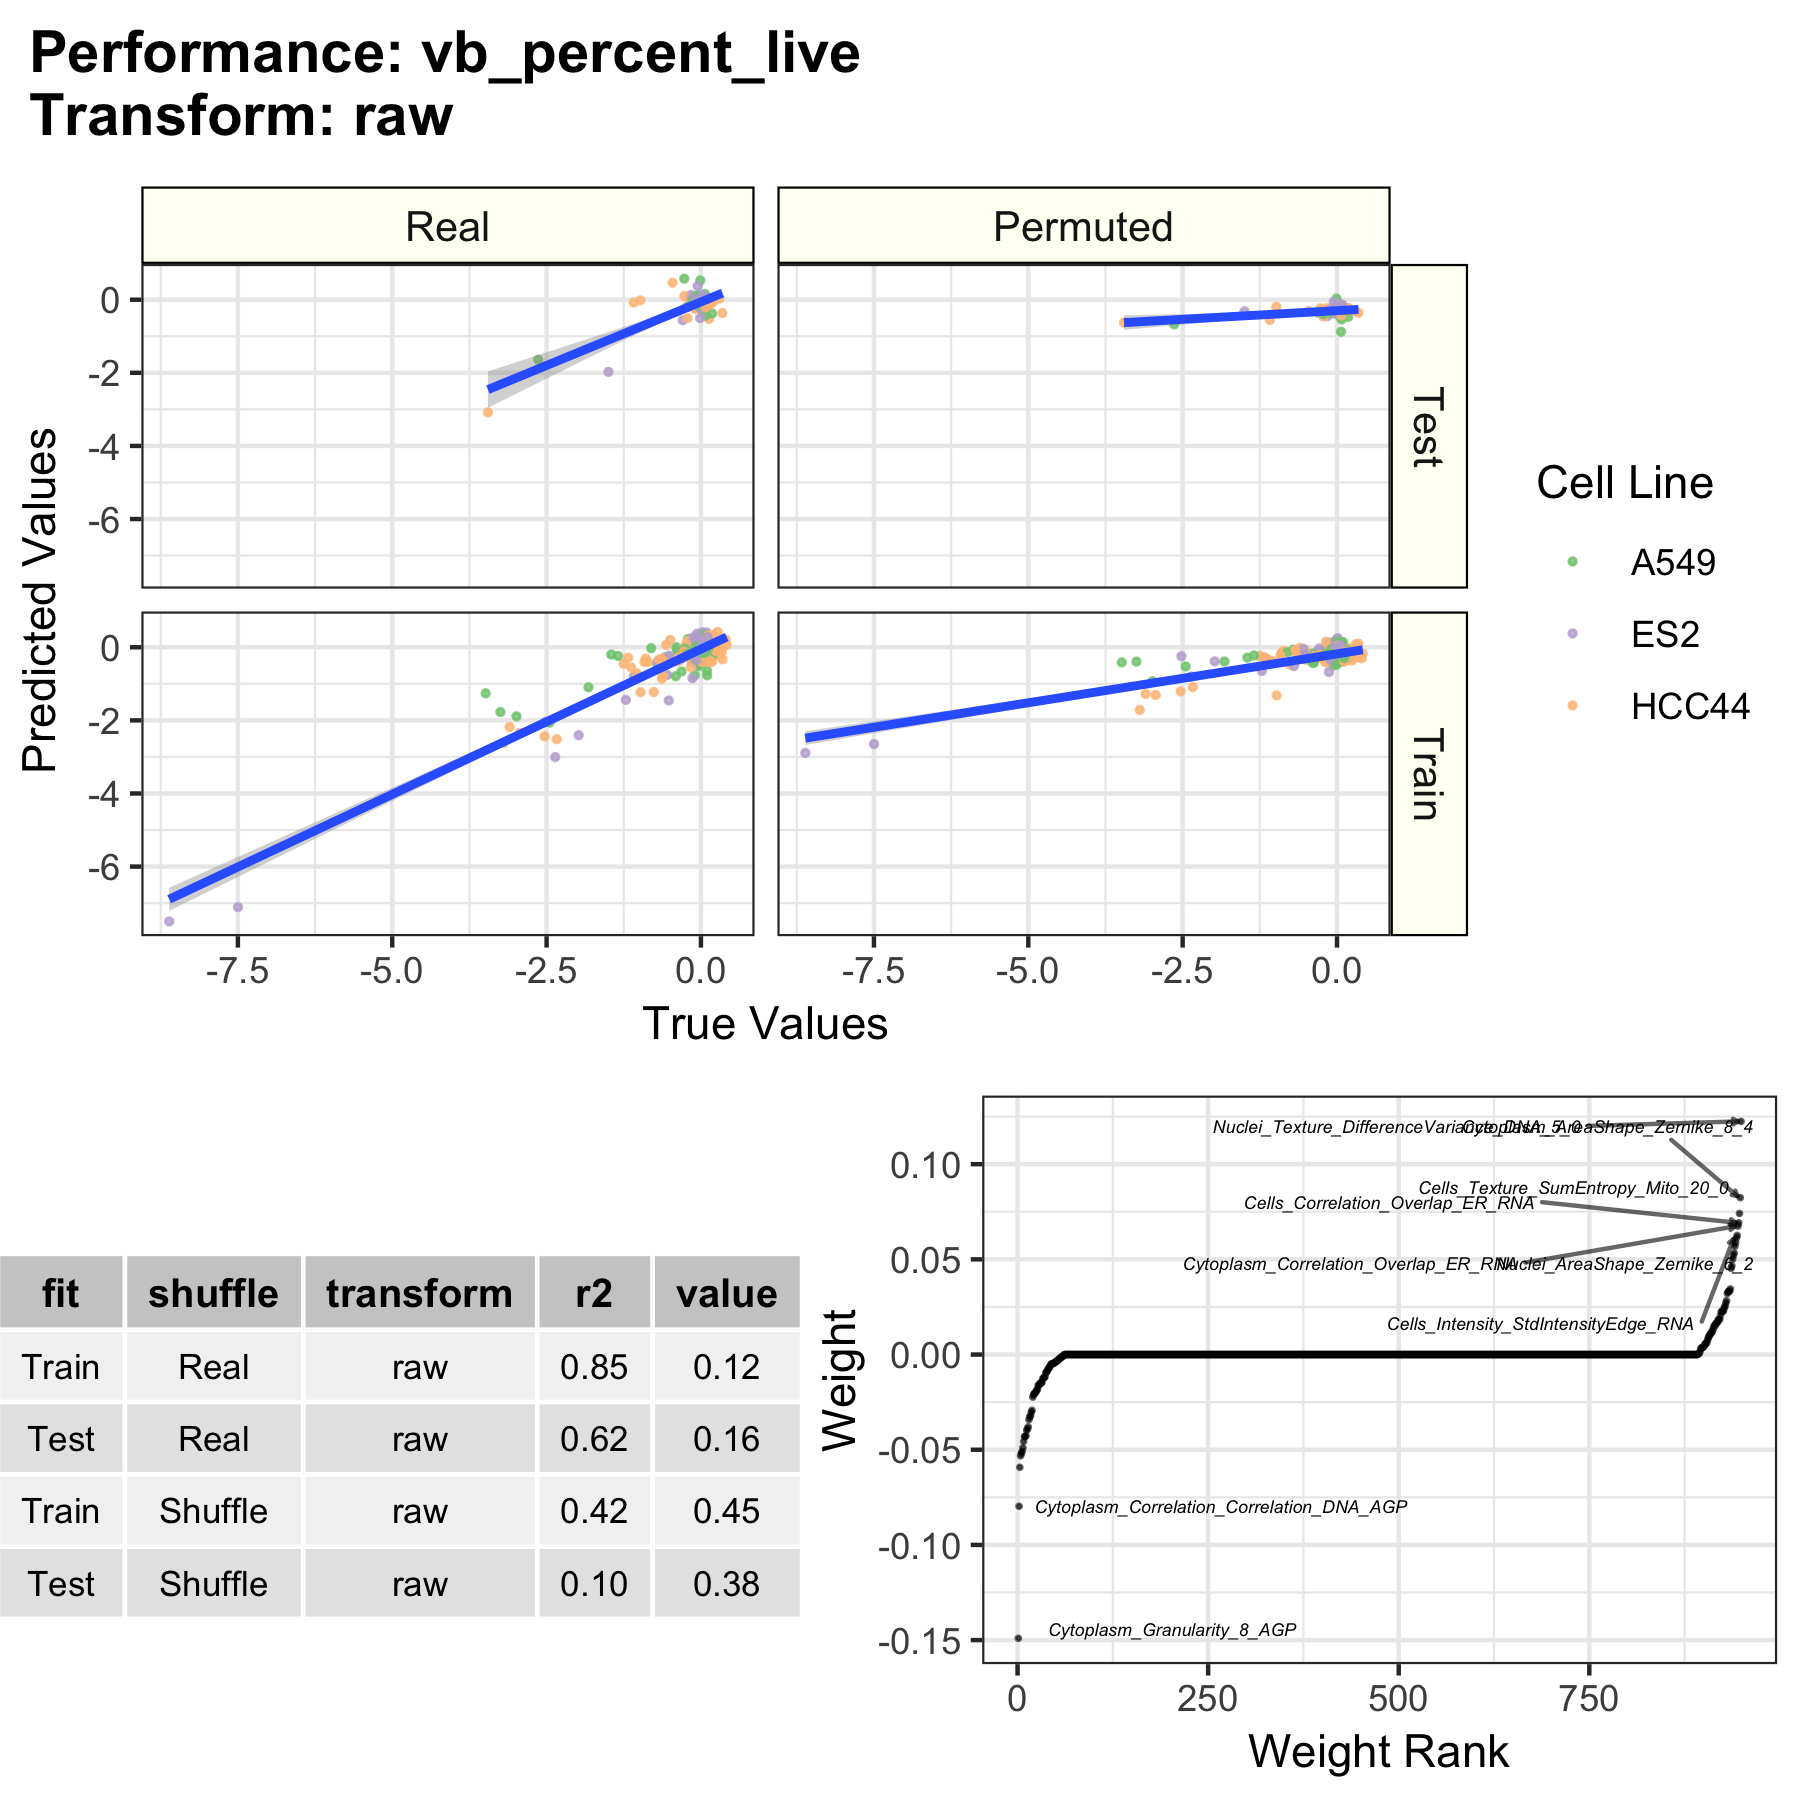 Performance: vb_percent_live
Transform: raw
Real
Permuted
0
-2
-4
-6
Test
0
-2
-4
-6
Train
Predicted Values
-7.5
-5.0
-2.5
0.0
-7.5
-5.0
-2.5
0.0
True Values
Cell Line
A549
ES2
HCC44
fit shuffle transform r2 value
Train Real raw 0.85 0.12
Test Real raw 0.62 0.16
Train Shuffle raw 0.42 0.45
Test Shuffle raw 0.10 0.38
Weight
0.10
0.05
0.00
-0.05
-0.10
-0.15
Nuclei_Texture_DifferenceVariance_DNA_5_0
Cytoplasm_AreaShape_Zernike_8_4
Cells_Texture_SumEntropy_Mito_20_0
Cells_Correlation_Overlap_ER_RNA
Cytoplasm_Correlation_Overlap_ER_RNA
Nuclei_AreaShape_Zernike_6_2
Cells_Intensity_StdIntensityEdge_RNA
Cytoplasm_Correlation_Correlation_DNA_AGP
Cytoplasm_Granularity_8_AGP
0
250
500
750
Weight Rank